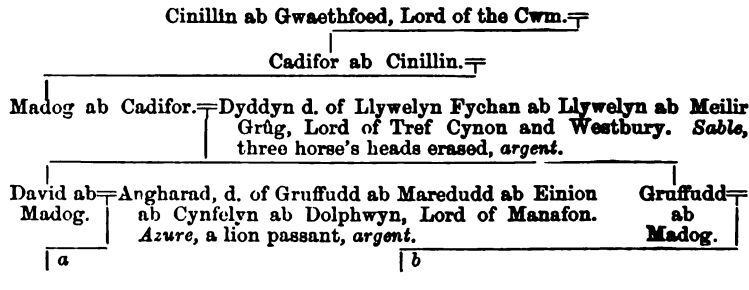 Cinillin ab Gwaethfoed, Lord of the Cwm.
Cadifor ab Cinillin.
Madog ab Cadifor. Dyddyn d. of Llywelyn Fychan ab Llywelyn ab Meilir
Grûg, Lord of Tref Cynon and Westbury. Sable,
three horse's heads erased, argent.
David ab Angharad, d. of Gruffudd ab Maredudd ab Einion Gruffudd
Madog. ab Cynfelyn ab Dolphwyn, Lord of Manafon. ab
Azure, a lion passant, argent. Madog.
a b